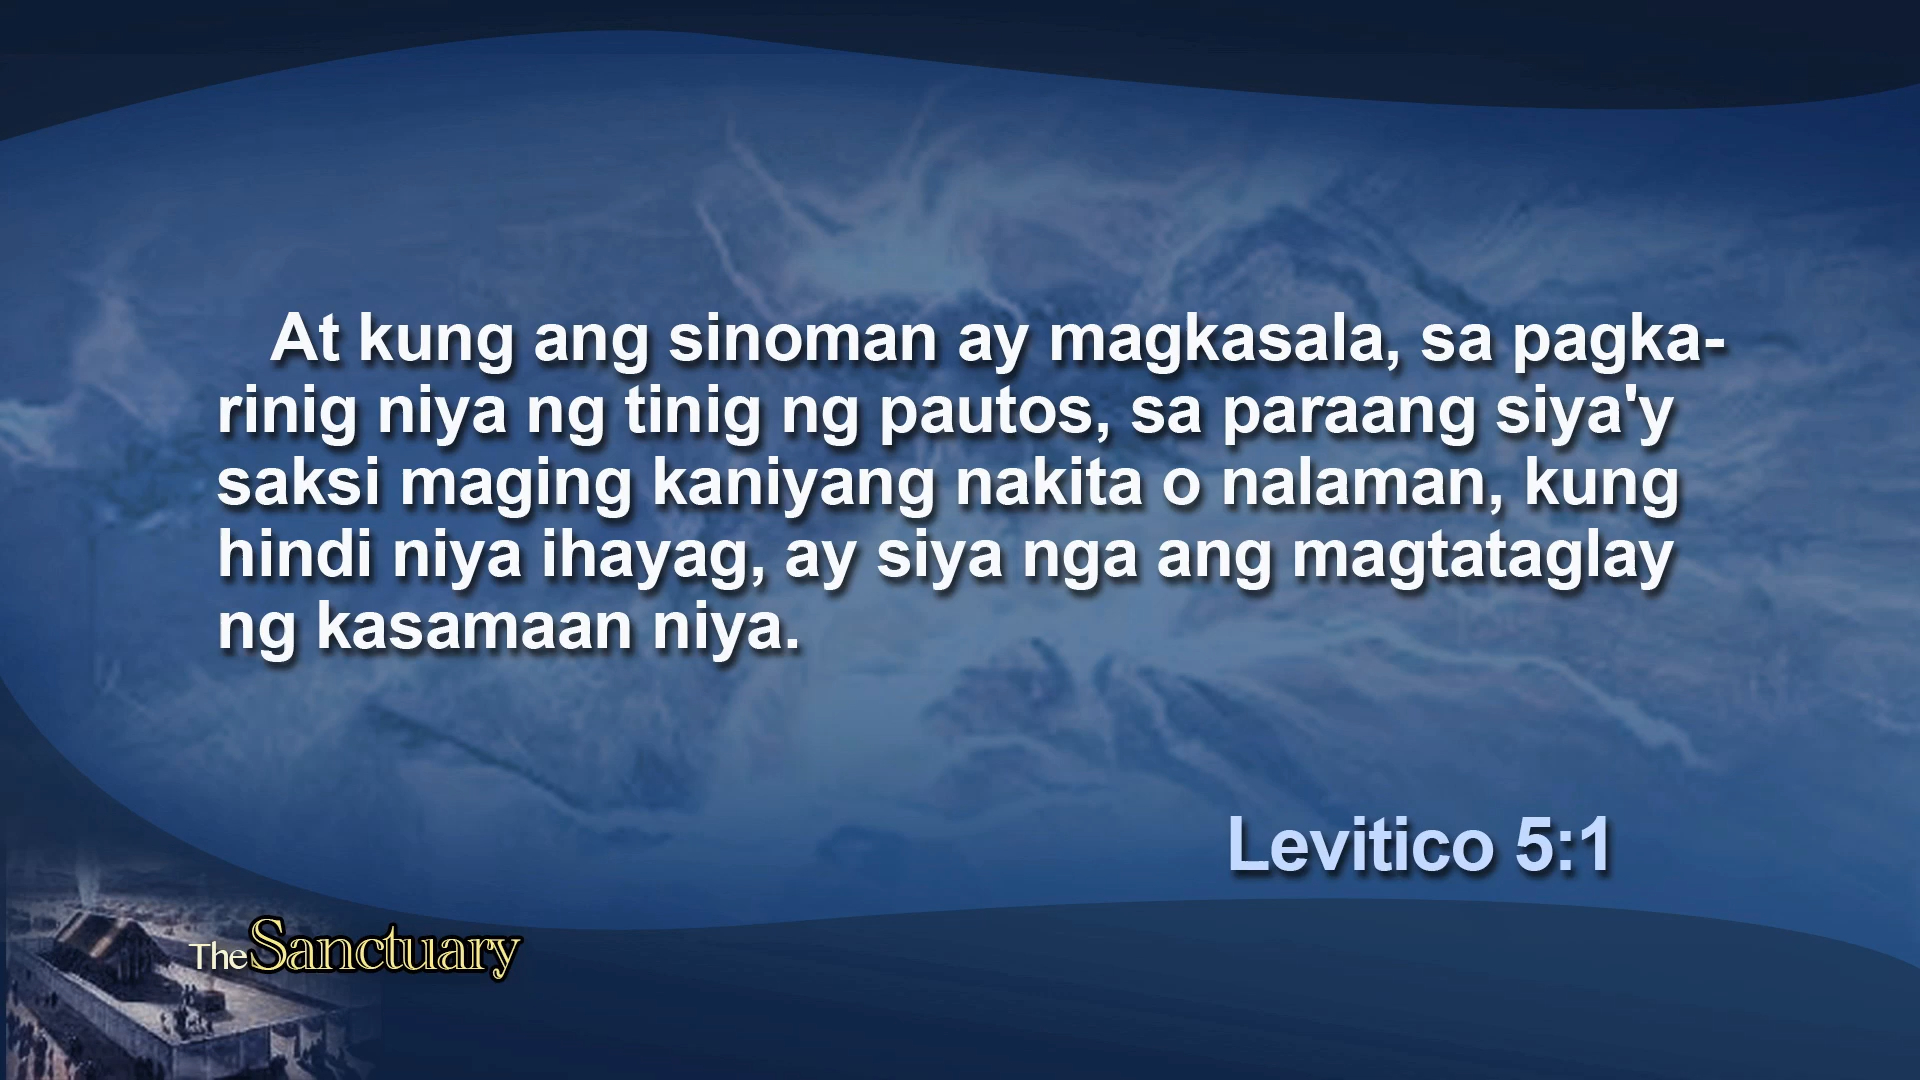 At kung ang sinoman ay magkasala, sa pagka-
rinig niya ng tinig ng pautos, sa paraang siya'y
saksi maging kaniyang nakita o nalaman, kung
hindi niya ihayag, ay siya nga ang magtataglay
ng kasamaan niya.
Levitico 5:1
The Sanctuary